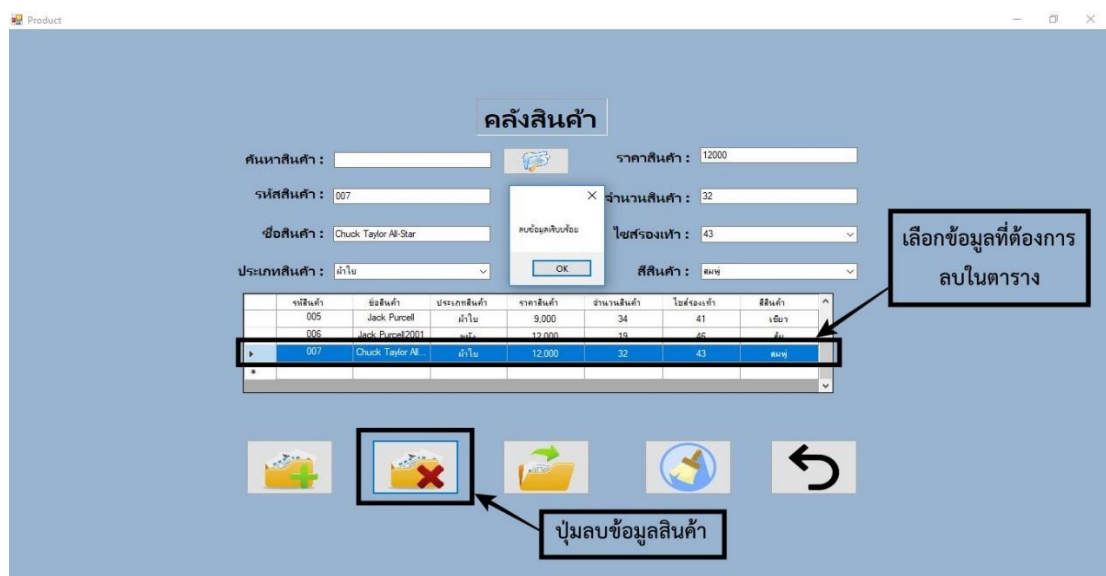 Product
คลังสินค้า
ค้นหาสินค้า :
ราคาสินค้า : 12000
รหัสสินค้า : 007
จำนวนสินค้า : 32
ชื่อสินค้า : Chuck Taylor All-Star
ไซส์รองเท้า : 43
ประเภทสินค้า : ผ้าใบ
สีสินค้า : ชมพู่
ลบข้อมูลเรียบร้อย
OK
เลือกข้อมูลที่ต้องการ
ลบในตาราง
รหัสินค้า ชื่อสินค้า ประเภทสินค้า ราคาสินค้า จำนวนสินค้า ไซส์รองเท้า สีสินค้า
005 Jack Purcell ผ้าใบ 9,000 34 41 เขียว
006 Jack Purcell2001 หนัง 12,000 19 46 ส้ม
007 Chuck Taylor All... ผ้าใบ 12,000 32 43 ชมพู่
ปุ่มลบข้อมูลสินค้า